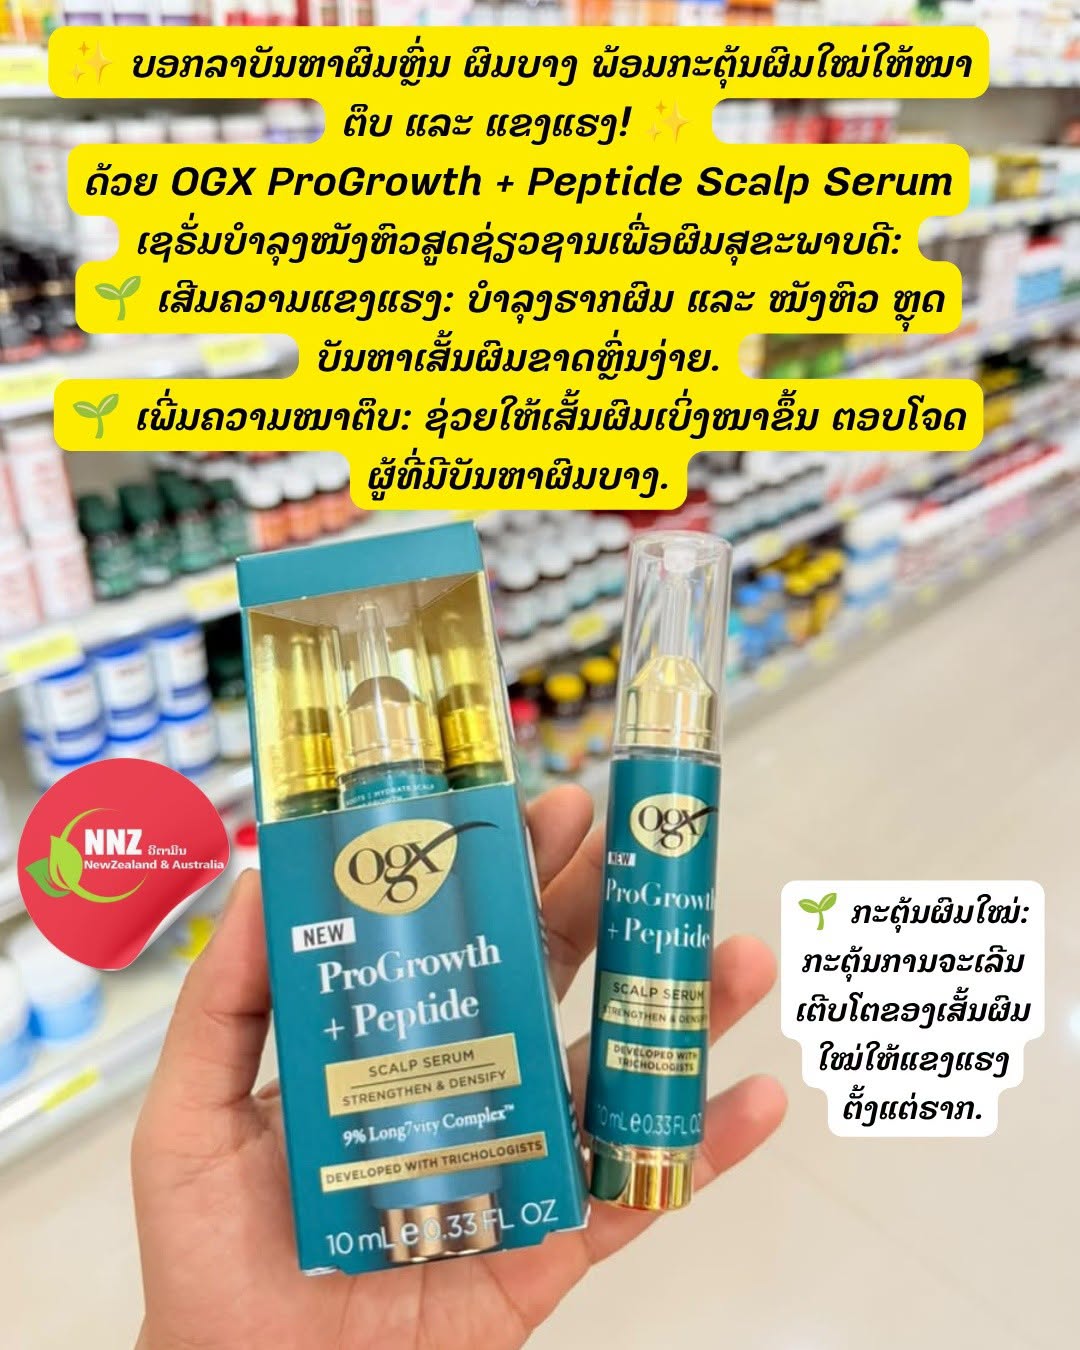 ✨ ບອກລາບັນຫາຜົມຫຼົ່ນ ຜົມບາງ ພ້ອມກະຕຸ້ນຜົມໃໝ່ໃຫ້ໜາ
ຕຶບ ແລະ ແຂງແຮງ! ✨
ດ້ວຍ OGX ProGrowth + Peptide Scalp Serum
ເຊຣັ່ມບຳລຸງໜັງຫົວສູດຊ່ຽວຊານເພື່ອຜົມສຸຂະພາບດີ:
🌱 ເສີມຄວາມແຂງແຮງ: ບຳລຸງຮາກຜົມ ແລະ ໜັງຫົວ ຫຼຸດ
ບັນຫາເສັ້ນຜົມຂາດຫຼົ່ນງ່າຍ.
🌱 ເພີ່ມຄວາມໜາຕຶບ: ຊ່ວຍໃຫ້ເສັ້ນຜົມເບິ່ງໜາຂຶ້ນ ຕອບໂຈດ
ຜູ້ທີ່ມີບັນຫາຜົມບາງ.
NNZ ວິຕາມິນ
NewZealand & Australia
HYDRATE SCALP
ogx
NEW
ProGrowth
+ Peptide
SCALP SERUM
STRENGTHEN & DENSIFY
9% Long7vity Complex™
DEVELOPED WITH TRICHOLOGISTS
10 mL e 0.33 FL OZ
ogx
NEW
ProGrowth
+ Peptide
SCALP SERUM
STRENGTHEN & DENSIFY
DEVELOPED WITH
TRICHOLOGISTS
10 mL e 0.33 FL OZ
🌱 ກະຕຸ້ນຜົມໃໝ່:
ກະຕຸ້ນການຈະເລີນ
ເຕີບໂຕຂອງເສັ້ນຜົມ
ໃໝ່ໃຫ້ແຂງແຮງ
ຕັ້ງແຕ່ຮາກ.